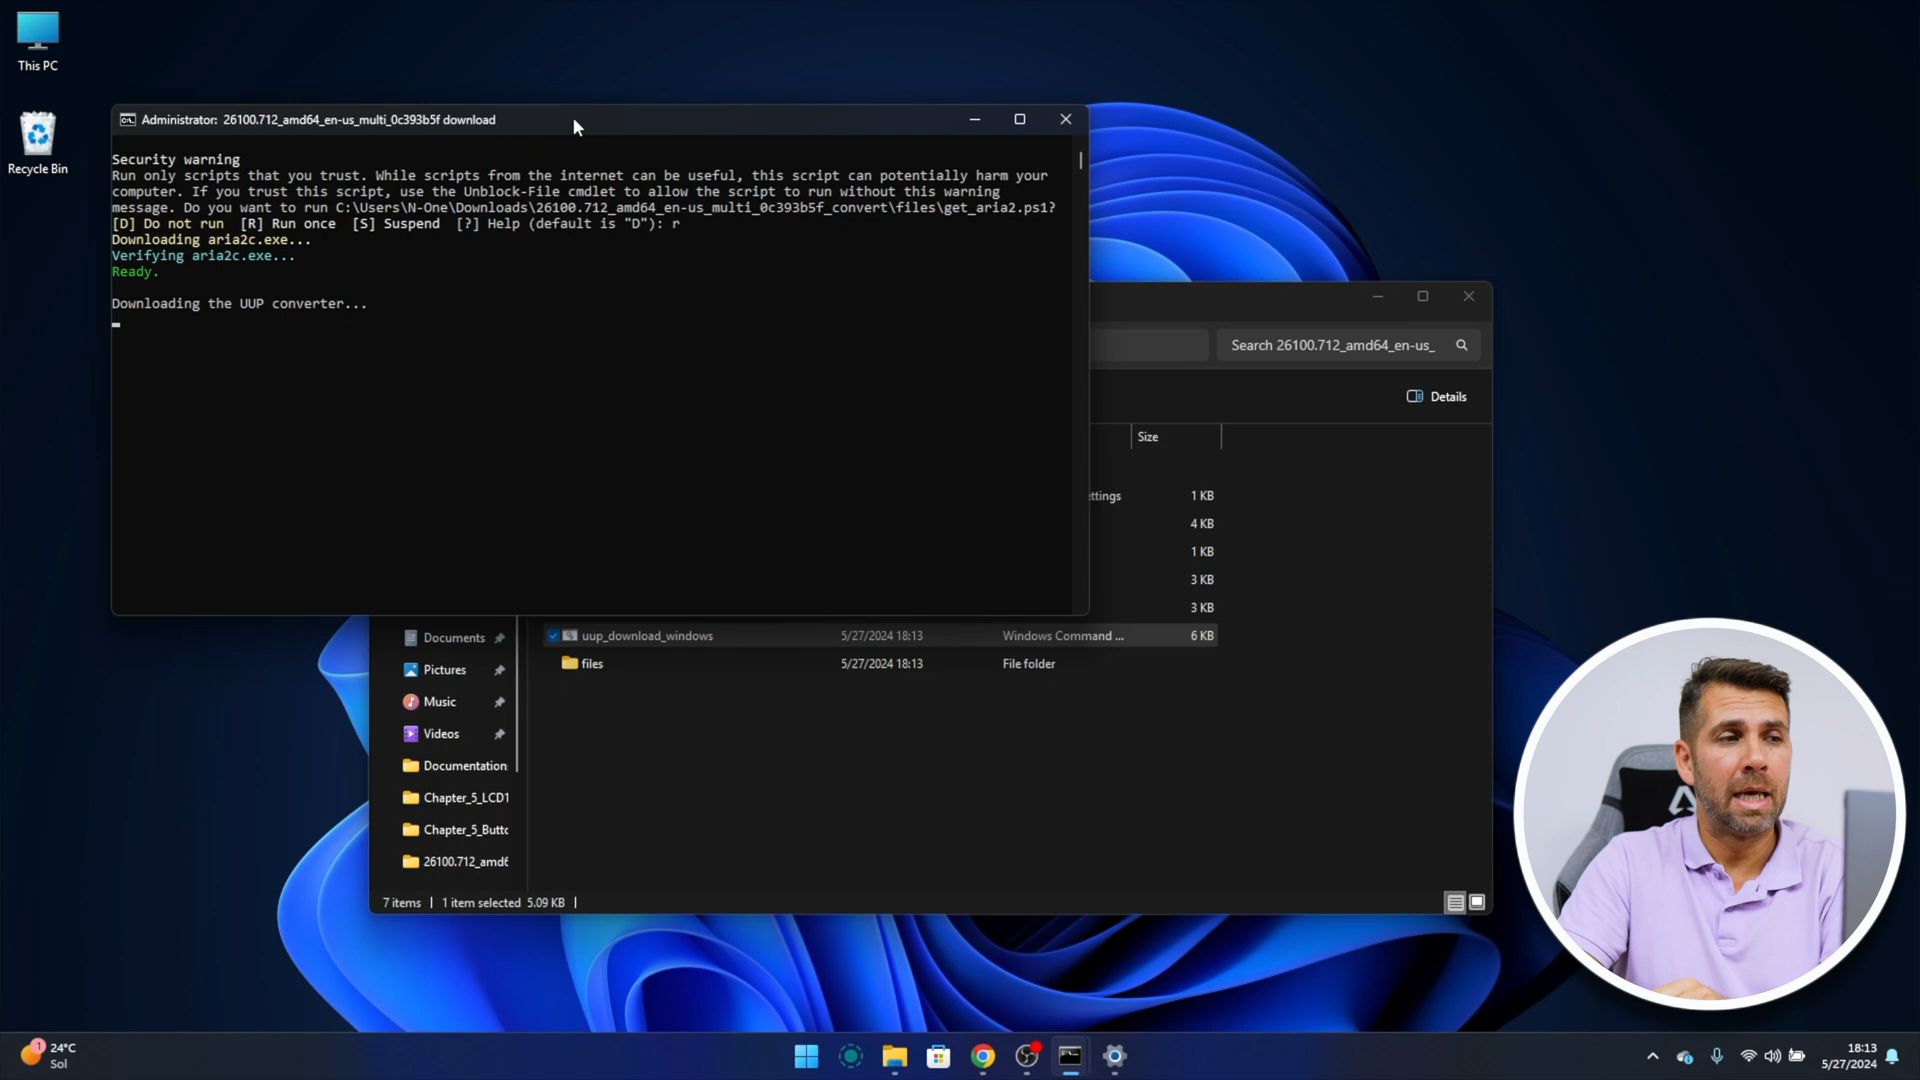 This PC
Recycle Bin
Administrator: 26100.712_amd64_en-us_multi_0c393b5f download
Security warning
Run only scripts that you trust. While scripts from the internet can be useful, this script can potentially harm your
computer. If you trust this script, use the Unblock-File cmdlet to allow the script to run without this warning
message. Do you want to run C:\Users\N-One\Downloads\26100.712_amd64_en-us_multi_0c393b5f_convert\files\get_aria2.ps1?
[D] Do not run  [R] Run once  [S] Suspend  [?] Help (default is "D"): r
Downloading aria2c.exe...
Verifying aria2c.exe...
Ready.
Downloading the UUP converter...
Search 26100.712_amd64_en-us_
Details
Size
ttings 1 KB
4 KB
1 KB
3 KB
3 KB
uup_download_windows 5/27/2024 18:13 Windows Command ... 6 KB
files 5/27/2024 18:13 File folder
Documents
Pictures
Music
Videos
Documentation
Chapter_5_LCD1
Chapter_5_Butto
26100.712_amd6
7 items | 1 item selected 5.09 KB |
1
24°C
Sol
18:13
5/27/2024